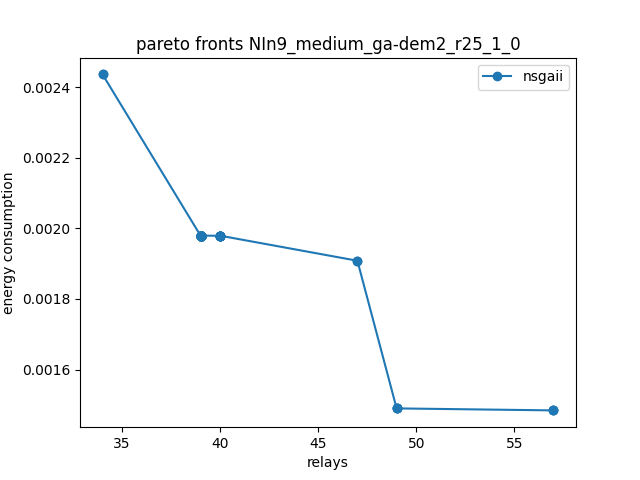 pareto fronts NIn9_medium_ga-dem2_r25_1_0
nsgaii
energy consumption
0.0024
0.0022
0.0020
0.0018
0.0016
35 40 45 50 55
relays